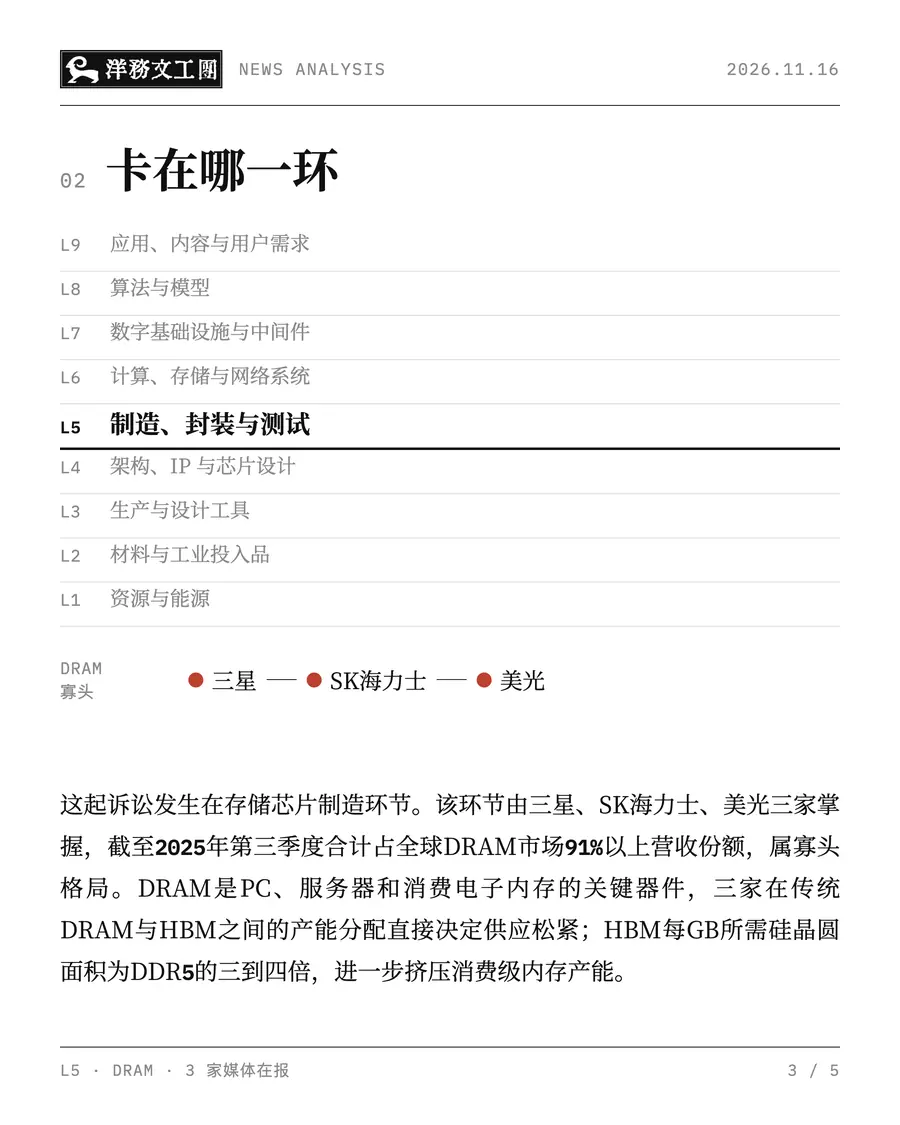 洋務文工團 NEWS ANALYSIS 2026.11.16
02 卡在哪一环
L9 应用、内容与用户需求
L8 算法与模型
L7 数字基础设施与中间件
L6 计算、存储与网络系统
L5 制造、封装与测试
L4 架构、IP 与芯片设计
L3 生产与设计工具
L2 材料与工业投入品
L1 资源与能源
DRAM
寡头
三星 — SK海力士 — 美光
这起诉讼发生在存储芯片制造环节。该环节由三星、SK海力士、美光三家掌
握，截至2025年第三季度合计占全球DRAM市场91%以上营收份额，属寡头
格局。DRAM是PC、服务器和消费电子内存的关键器件，三家在传统
DRAM与HBM之间的产能分配直接决定供应松紧；HBM每GB所需硅晶圆
面积为DDR5的三到四倍，进一步挤压消费级内存产能。
L5 · DRAM · 3 家媒体在报 3 / 5